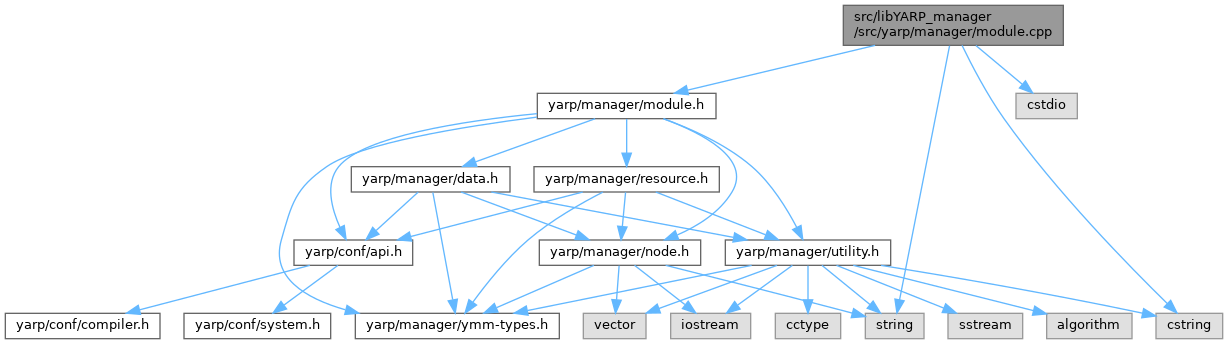 src/libYARP_manager
/src/yarp/manager/module.cpp
yarp/manager/module.h
cstdio
yarp/manager/data.h
yarp/manager/resource.h
yarp/conf/api.h
yarp/manager/node.h
yarp/manager/utility.h
yarp/conf/compiler.h
yarp/conf/system.h
yarp/manager/ymm-types.h
vector
iostream
cctype
string
sstream
algorithm
cstring